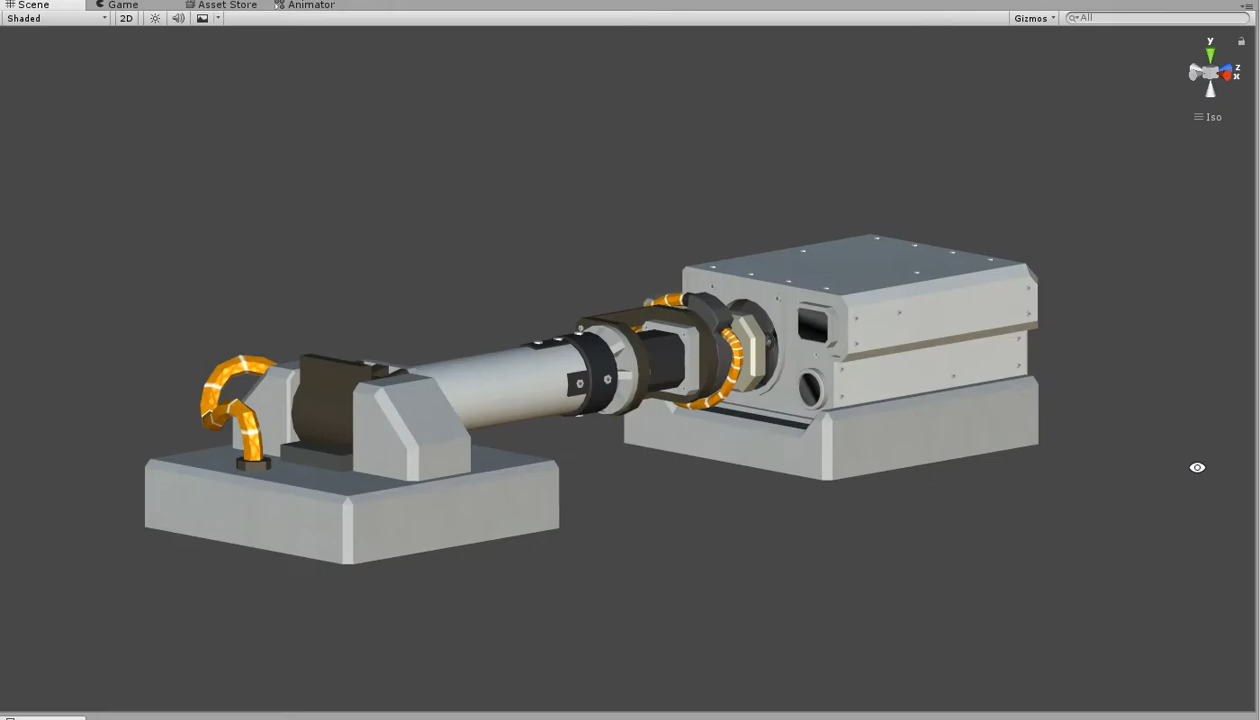 Scene Game Asset Store Animator
Shaded 2D Gizmos All
y
z
x
Iso